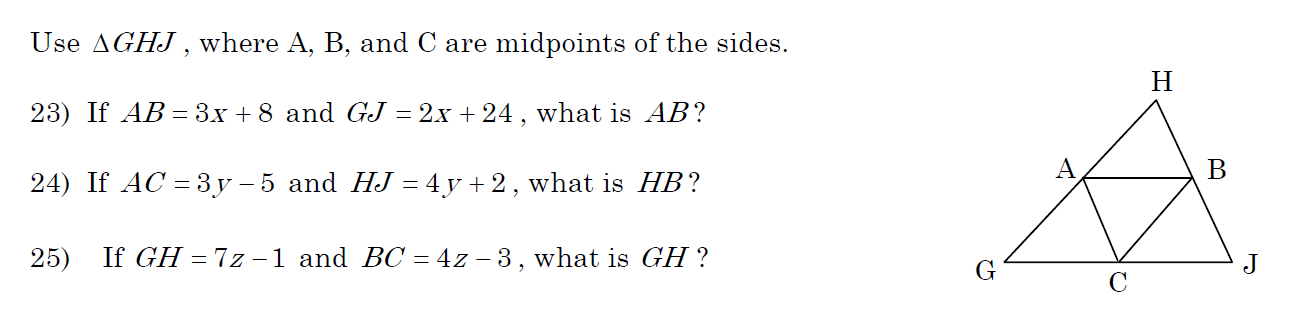 Use ΔGHJ , where A, B, and C are midpoints of the sides.
23) If AB = 3x + 8 and GJ = 2x + 24 , what is AB ?
24) If AC = 3y − 5 and HJ = 4y + 2 , what is HB ?
25) If GH = 7z − 1 and BC = 4z − 3 , what is GH ?
H
A
B
G
C
J